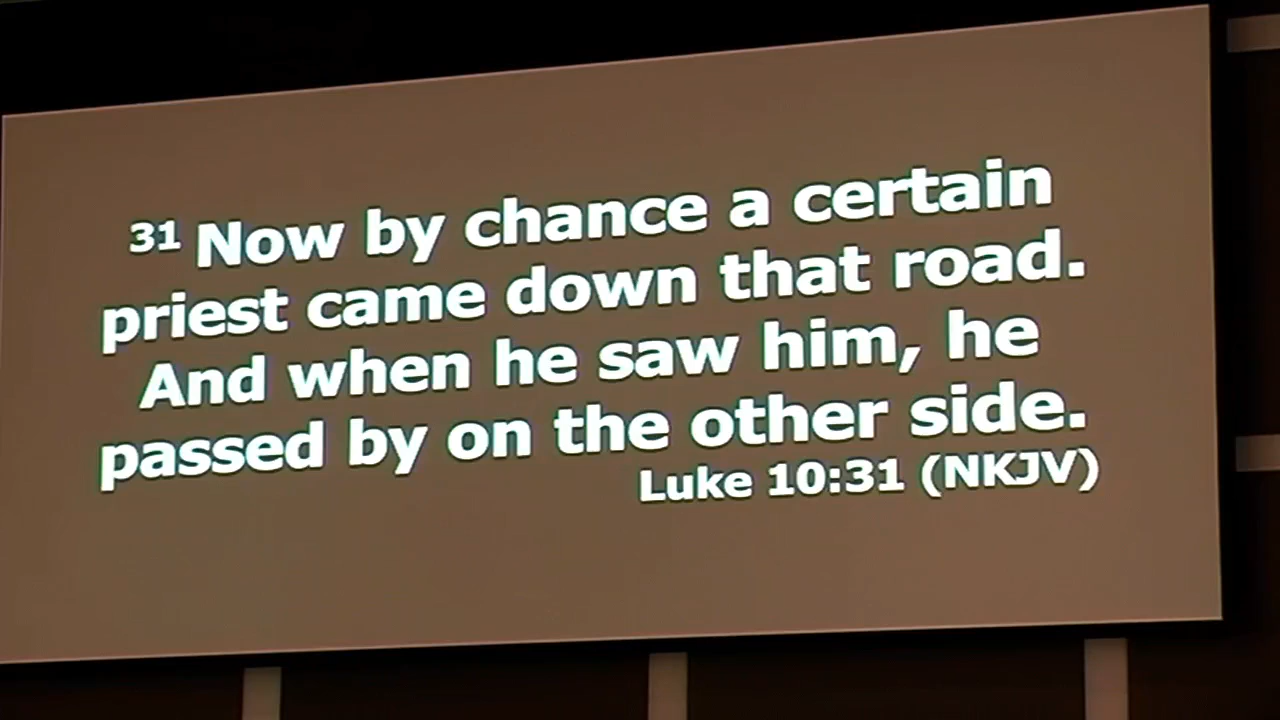 31 Now by chance a certain
priest came down that road.
And when he saw him, he
passed by on the other side.
Luke 10:31 (NKJV)